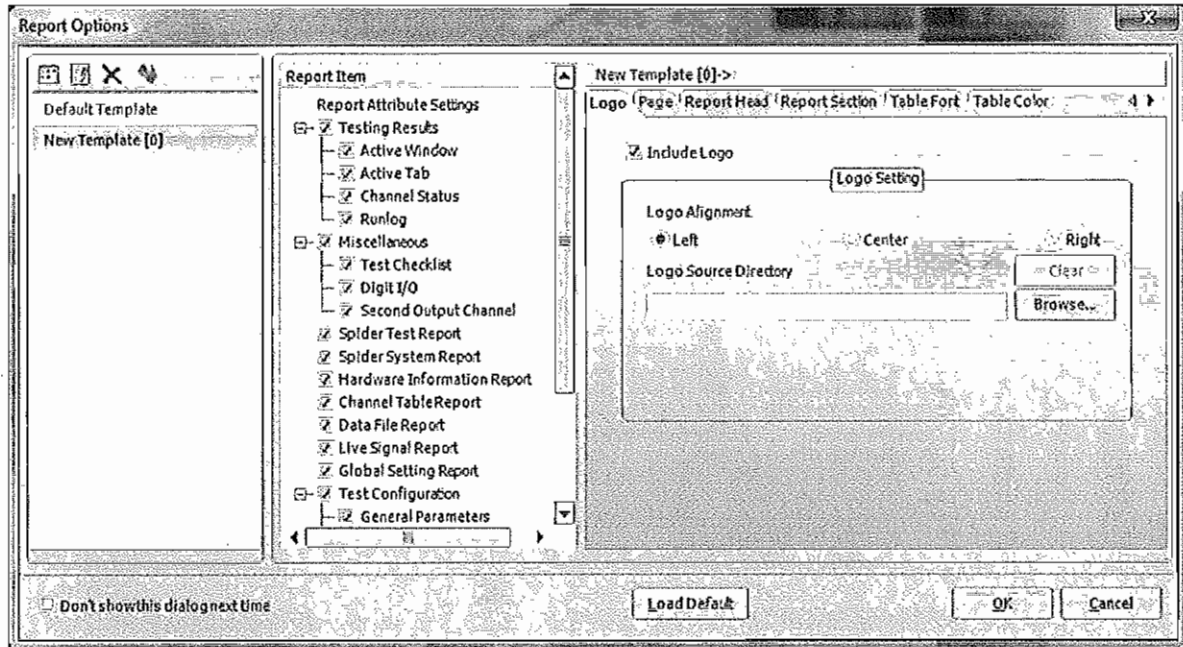 Report Options
Default Template
New Template [0]
Report Item
Report Attribute Settings
Testing Results
Active Window
Active Tab
Channel Status
Runlog
Miscellaneous
Test Checklist
Digit I/O
Second Output Channel
Spider Test Report
Spider System Report
Hardware Information Report
Channel Table Report
Data File Report
Live Signal Report
Global Setting Report
Test Configuration
General Parameters
New Template [0]->:
Logo Page Report Head Report Section Table Font Table Color
Include Logo
Logo Setting
Logo Alignment
Left Center Right
Logo Source Directory
Clear
Browse...
Don't show this dialog next time
Load Default
OK
Cancel